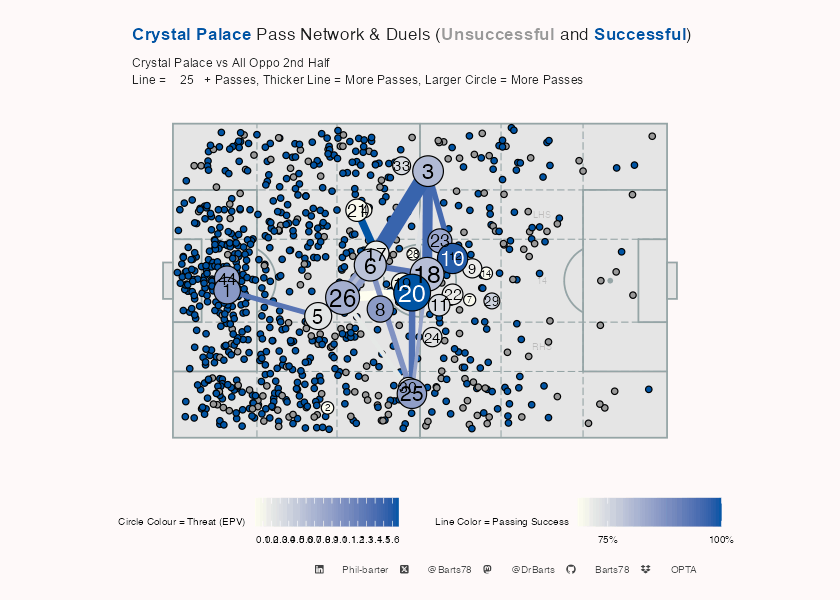 Crystal Palace Pass Network & Duels (Unsuccessful and Successful)
Crystal Palace vs All Oppo 2nd Half
Line = 25 + Passes, Thicker Line = More Passes, Larger Circle = More Passes
33
3
21
LHS
23
17
28
10
6
18
9
14
44
1
20
22
26
11
7
29
8
5
24
25
2
Circle Colour = Threat (EPV)
Line Color = Passing Success
75%
100%
Phil-barter
@Barts78
@DrBarts
Barts78
OPTA